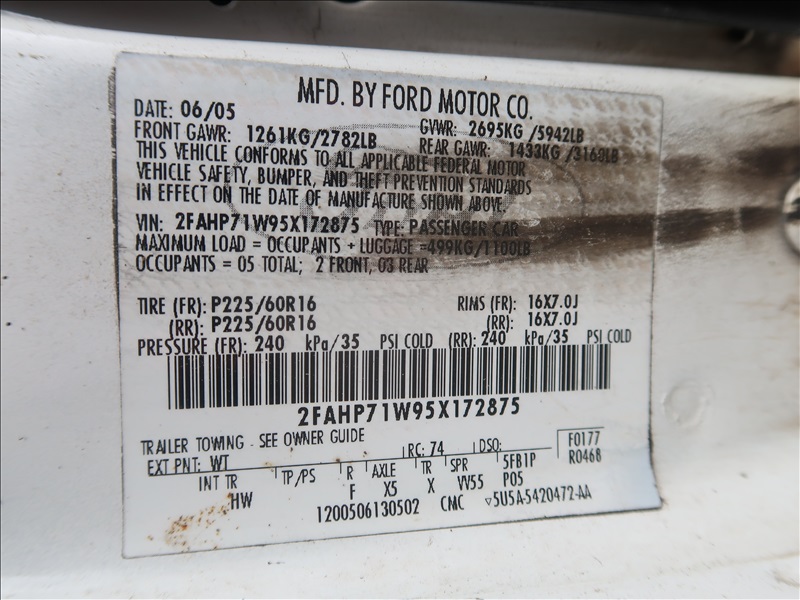 MFD. BY FORD MOTOR CO.
DATE: 06/05 GVWR: 2695KG /5942LB
FRONT GAWR: 1261KG/2782LB REAR GAWR: 1433KG /3160LB
THIS VEHICLE CONFORMS TO ALL APPLICABLE FEDERAL MOTOR
VEHICLE SAFETY, BUMPER, AND THEFT PREVENTION STANDARDS
IN EFFECT ON THE DATE OF MANUFACTURE SHOWN ABOVE.
VIN: 2FAHP71W95X172875 TYPE: PASSENGER CAR
MAXIMUM LOAD = OCCUPANTS + LUGGAGE =499KG/1100LB
OCCUPANTS = 05 TOTAL; 2 FRONT, 03 REAR
TIRE (FR): P225/60R16 RIMS (FR): 16X7.0J
(RR): P225/60R16 (RR): 16X7.0J
PRESSURE (FR): 240 kPa/35 PSI COLD (RR): 240 kPa/35 PSI COLD
2FAHP71W95X172875
TRAILER TOWING - SEE OWNER GUIDE
EXT PNT: WT RC: 74 DSO: F0177
R0468
INT TR TP/PS R AXLE TR SPR 5FB1P
HW F X5 X VV55 P05
1200506130502 CMC ▽5U5A-5420472-AA